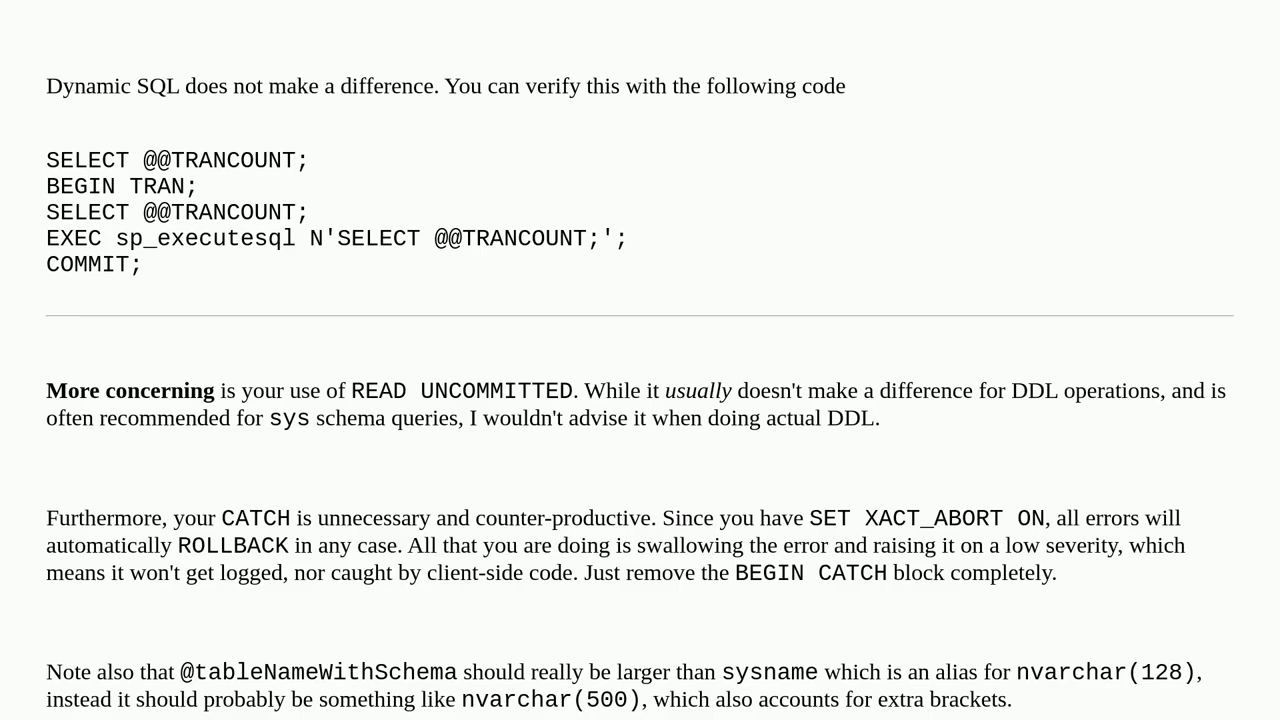 Dynamic SQL does not make a difference. You can verify this with the following code
SELECT @@TRANCOUNT;
BEGIN TRAN;
SELECT @@TRANCOUNT;
EXEC sp_executesql N'SELECT @@TRANCOUNT;';
COMMIT;
More concerning is your use of READ UNCOMMITTED. While it usually doesn't make a difference for DDL operations, and is
often recommended for sys schema queries, I wouldn't advise it when doing actual DDL.
Furthermore, your CATCH is unnecessary and counter-productive. Since you have SET XACT_ABORT ON, all errors will
automatically ROLLBACK in any case. All that you are doing is swallowing the error and raising it on a low severity, which
means it won't get logged, nor caught by client-side code. Just remove the BEGIN CATCH block completely.
Note also that @tableNameWithSchema should really be larger than sysname which is an alias for nvarchar(128),
instead it should probably be something like nvarchar(500), which also accounts for extra brackets.